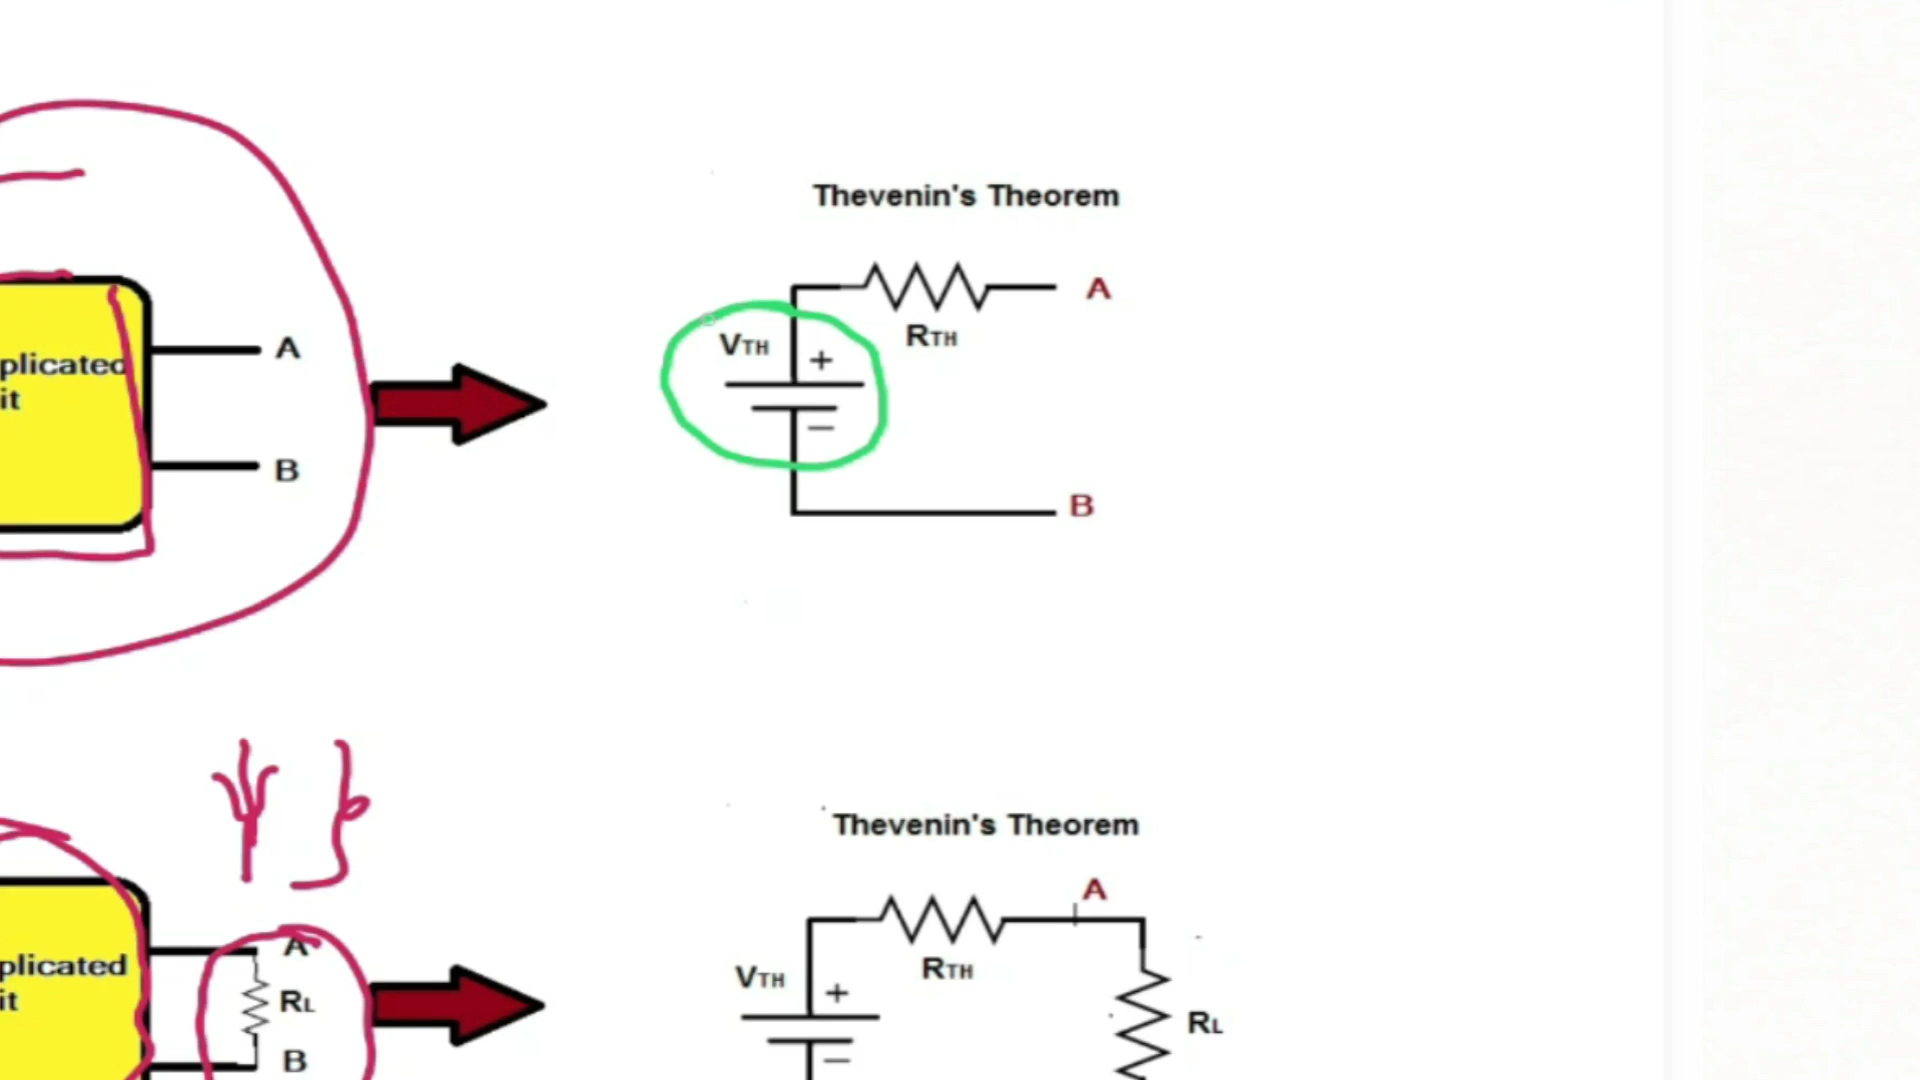 Thevenin's Theorem
A
RTH
VTH
+
−
B
plicated
it
A
B
Thevenin's Theorem
A
RTH
VTH
+
−
RL
plicated
it
A
RL
B